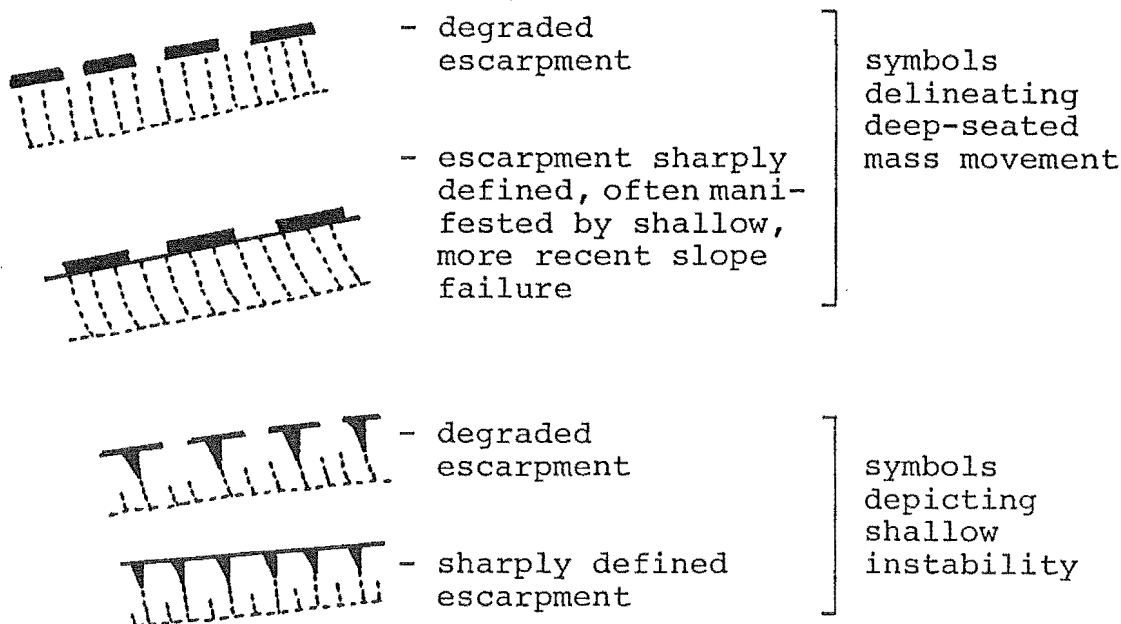 - degraded
escarpment
- escarpment sharply
defined, often mani-
fested by shallow,
more recent slope
failure
symbols
delineating
deep-seated
mass movement
- degraded
escarpment
- sharply defined
escarpment
symbols
depicting
shallow
instability